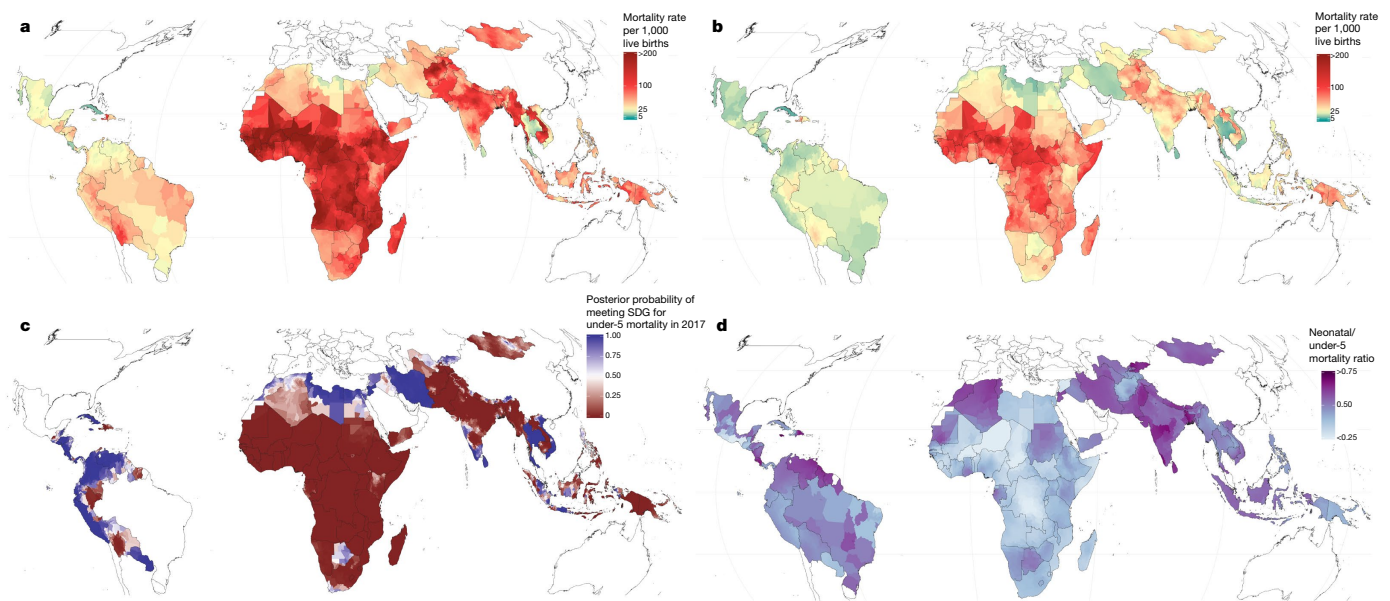 a
Mortality rate
per 1,000
live births
>200
100
25
5
b
Mortality rate
per 1,000
live births
>200
100
25
5
c
Posterior probability of
meeting SDG for
under-5 mortality in 2017
1.00
0.75
0.50
0.25
0
d
Neonatal/
under-5
mortality ratio
>0.75
0.50
<0.25